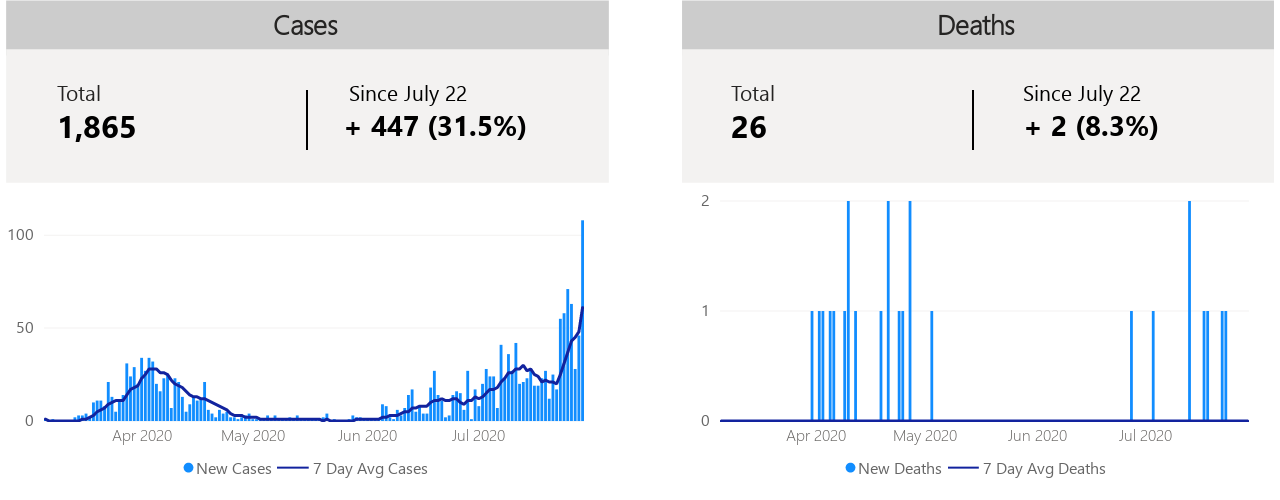 Cases
Total
1,865
Since July 22
+ 447 (31.5%)
100
50
0
Apr 2020 May 2020 Jun 2020 Jul 2020
New Cases 7 Day Avg Cases
Deaths
Total
26
Since July 22
+ 2 (8.3%)
2
1
0
Apr 2020 May 2020 Jun 2020 Jul 2020
New Deaths 7 Day Avg Deaths